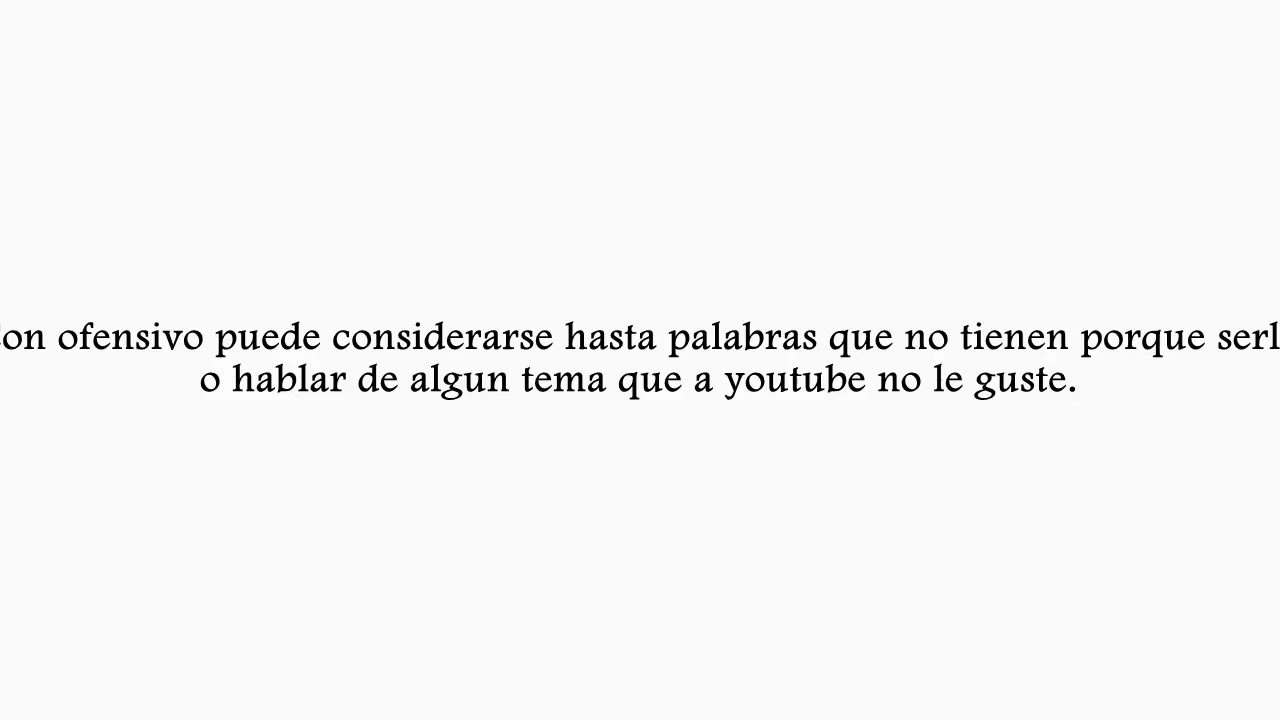 on ofensivo puede considerarse hasta palabras que no tienen porque serl
o hablar de algun tema que a youtube no le guste.